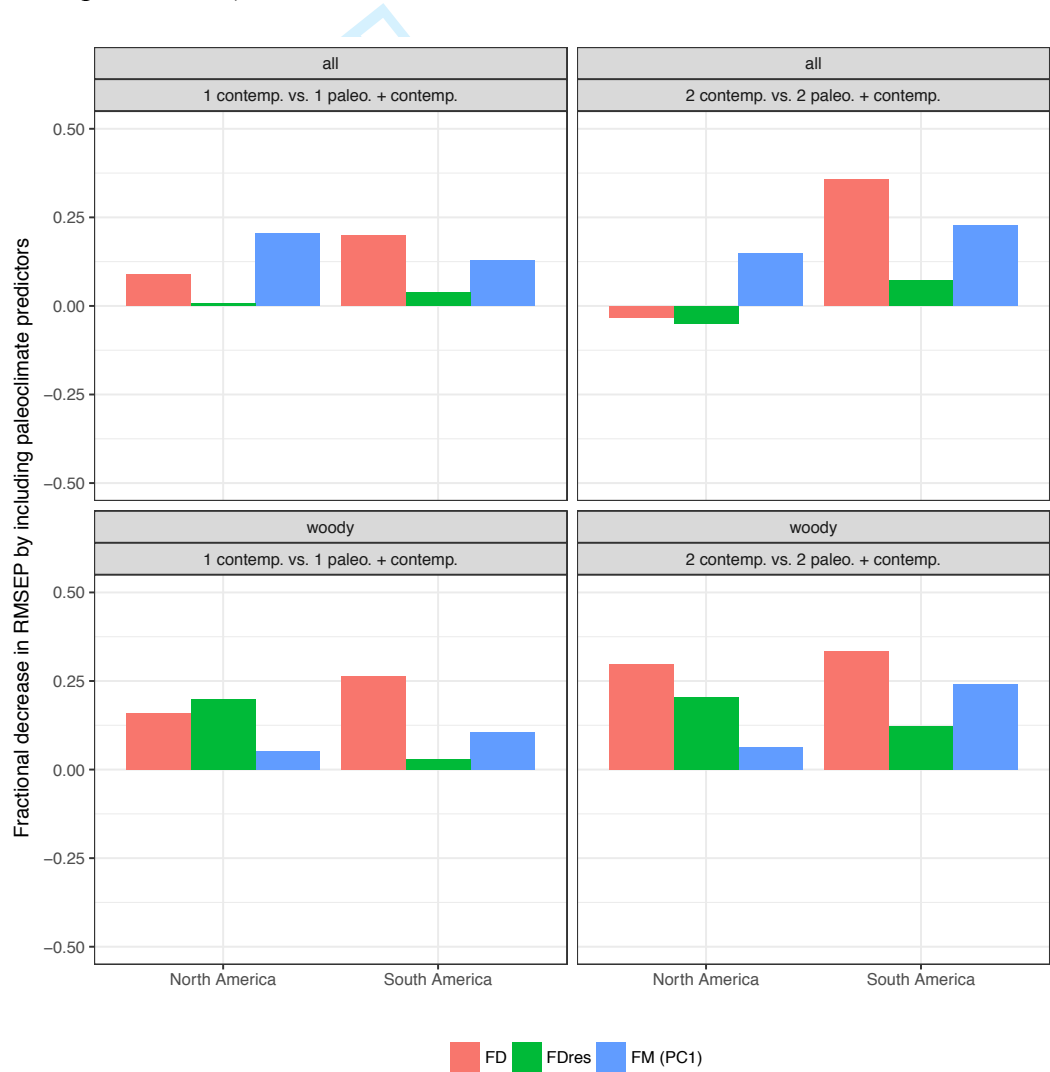 all
all
1 contemp. vs. 1 paleo. + contemp.
2 contemp. vs. 2 paleo. + contemp.
0.50
0.25
0.00
−0.25
−0.50
woody
woody
1 contemp. vs. 1 paleo. + contemp.
2 contemp. vs. 2 paleo. + contemp.
0.50
0.25
0.00
−0.25
−0.50
Fractional decrease in RMSEP by including paleoclimate predictors
North America
South America
North America
South America
FD FDres FM (PC1)